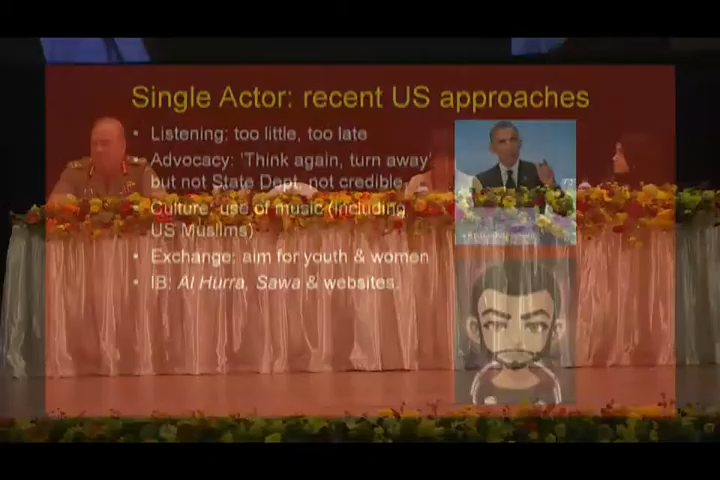 Single Actor: recent US approaches
• Listening: too little, too late
• Advocacy: 'Think again, turn away'
but not State Dept, not credible
• Culture: use of music (including
US Muslims)
• Exchange: aim for youth & women
• IB: Al Hurra, Sawa & websites.